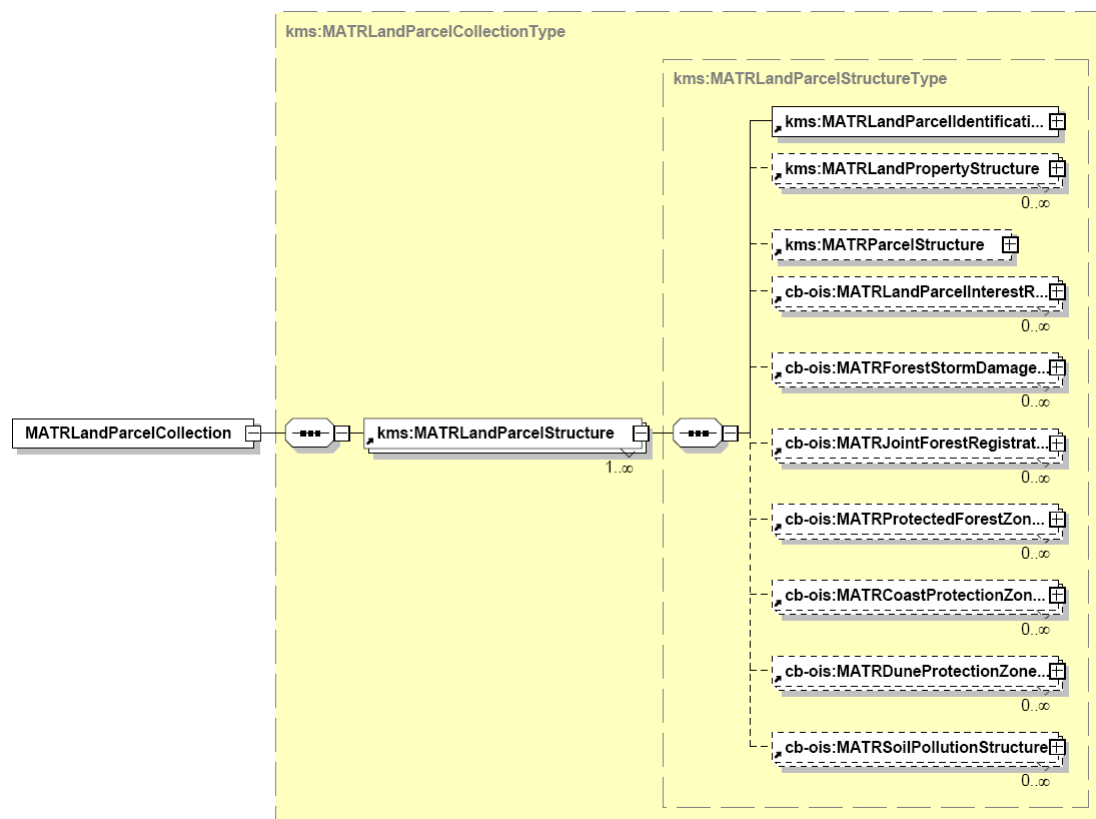 kms:MATRLandParcelCollectionType
kms:MATRLandParcelStructureType
kms:MATRLandParcelIdentificati...
kms:MATRLandPropertyStructure
0..∞
kms:MATRParcelStructure
cb-ois:MATRLandParcelInterestR...
0..∞
cb-ois:MATRForestStormDamage...
0..∞
MATRLandParcelCollection
kms:MATRLandParcelStructure
1..∞
cb-ois:MATRJointForestRegistrat...
0..∞
cb-ois:MATRProtectedForestZon...
0..∞
cb-ois:MATRCoastProtectionZon...
0..∞
cb-ois:MATRDuneProtectionZone...
0..∞
cb-ois:MATRSoilPollutionStructure
0..∞